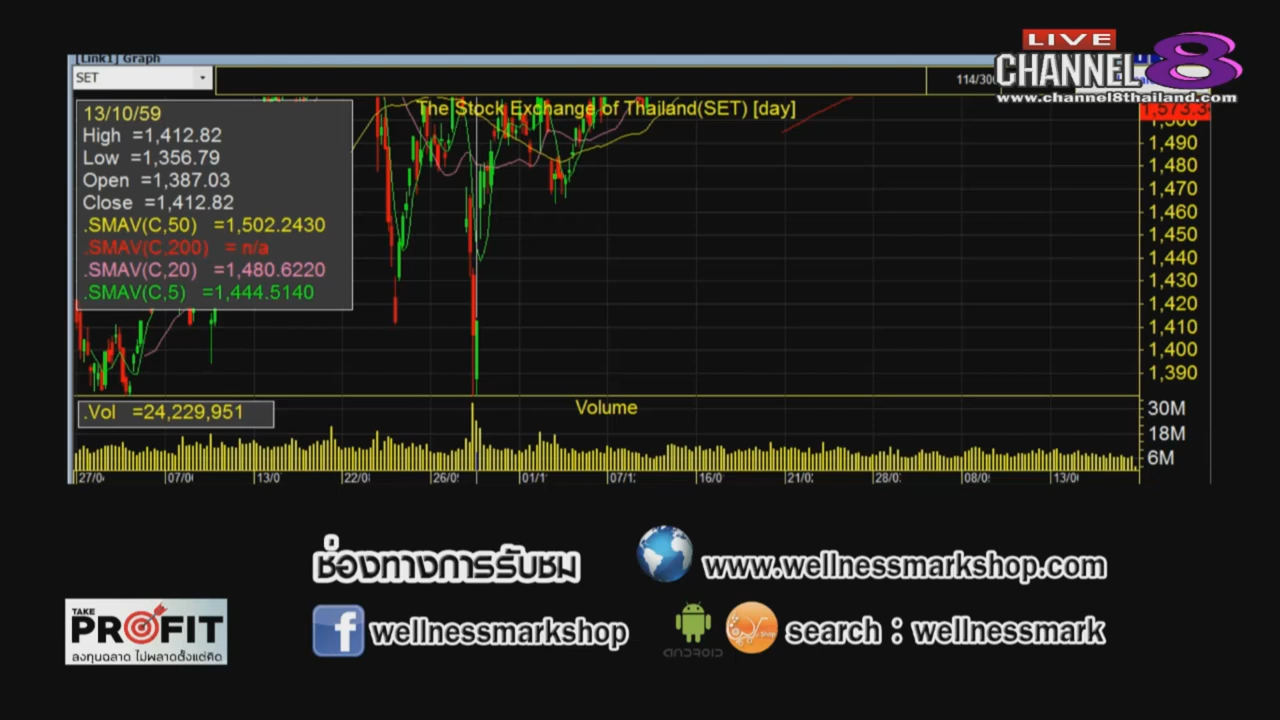 [Link1] Graph
LIVE
CHANNEL 8
www.channel8thailand.com
SET
The Stock Exchange of Thailand(SET) [day]
13/10/59
High =1,412.82
Low =1,356.79
Open =1,387.03
Close =1,412.82
.SMAV(C,50) =1,502.2430
.SMAV(C,200) = n/a
.SMAV(C,20) =1,480.6220
.SMAV(C,5) =1,444.5140
1,490
1,480
1,470
1,460
1,450
1,440
1,430
1,420
1,410
1,400
1,390
.Vol =24,229,951
Volume
30M
18M
6M
ช่องทางการรับชม
www.wellnessmarkshop.com
wellnessmarkshop
ANDROID
search : wellnessmark
TAKE
PROFIT
ลงทุนฉลาด ไม่พลาดตั้งแต่คิด